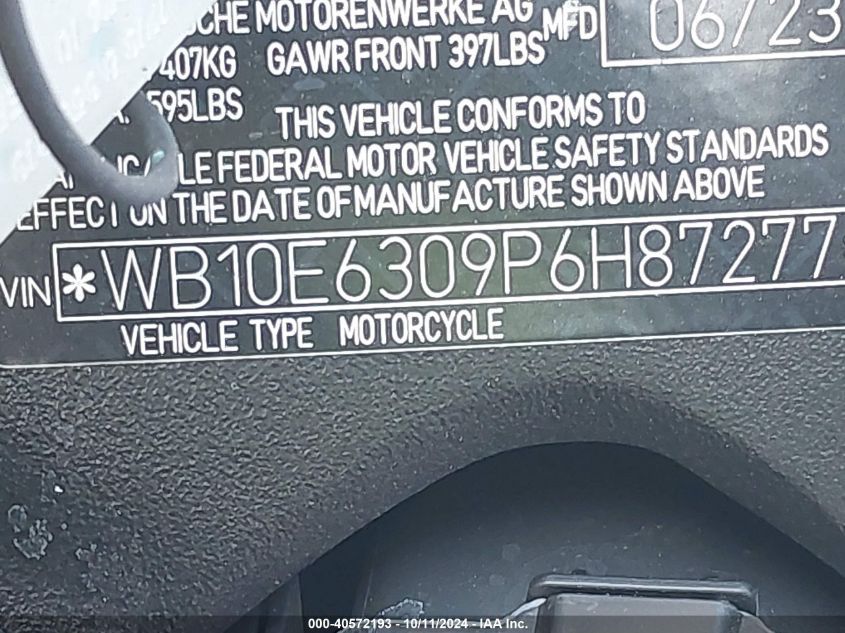 MOTORENWERKE AG MFD 06/23
407KG GAWR FRONT 397LBS
595LBS
THIS VEHICLE CONFORMS TO
FEDERAL MOTOR VEHICLE SAFETY STANDARDS
EFFECT ON THE DATE OF MANUFACTURE SHOWN ABOVE
VIN *WB10E6309P6H87277
VEHICLE TYPE MOTORCYCLE
000-40572193 - 10/11/2024 - IAA Inc.